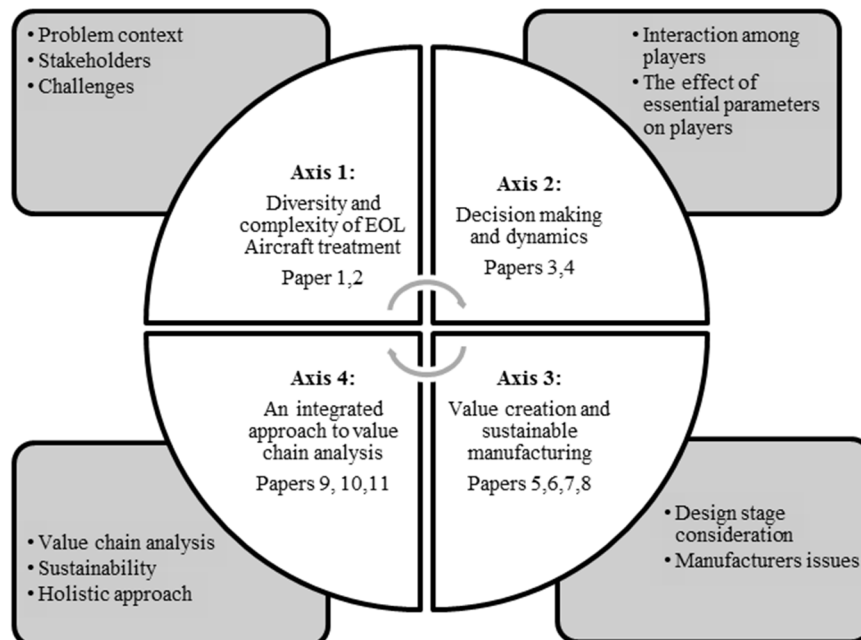 • Problem context
• Stakeholders
• Challenges
• Interaction among
players
• The effect of
essential parameters
on players
Axis 1:
Diversity and
complexity of EOL
Aircraft treatment
Paper 1,2
Axis 2:
Decision making
and dynamics
Papers 3,4
Axis 4:
An integrated
approach to value
chain analysis
Papers 9, 10,11
Axis 3:
Value creation and
sustainable
manufacturing
Papers 5,6,7,8
• Value chain analysis
• Sustainability
• Holistic approach
• Design stage
consideration
• Manufacturers issues